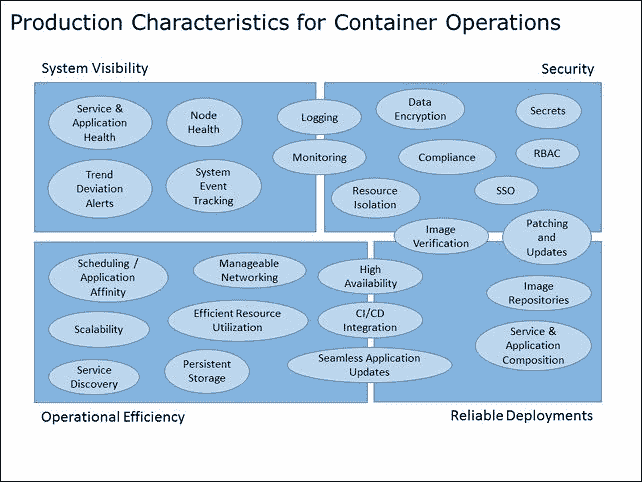 Production Characteristics for Container Operations
System Visibility
Security
Service &
Application
Health
Node
Health
Logging
Data
Encryption
Secrets
Monitoring
Compliance
RBAC
Trend
Deviation
Alerts
System
Event
Tracking
Resource
Isolation
SSO
Image
Verification
Patching
and
Updates
Scheduling /
Application
Affinity
Manageable
Networking
High
Availability
Image
Repositories
Scalability
Efficient Resource
Utilization
CI/CD
Integration
Service &
Application
Composition
Service
Discovery
Persistent
Storage
Seamless Application
Updates
Operational Efficiency
Reliable Deployments